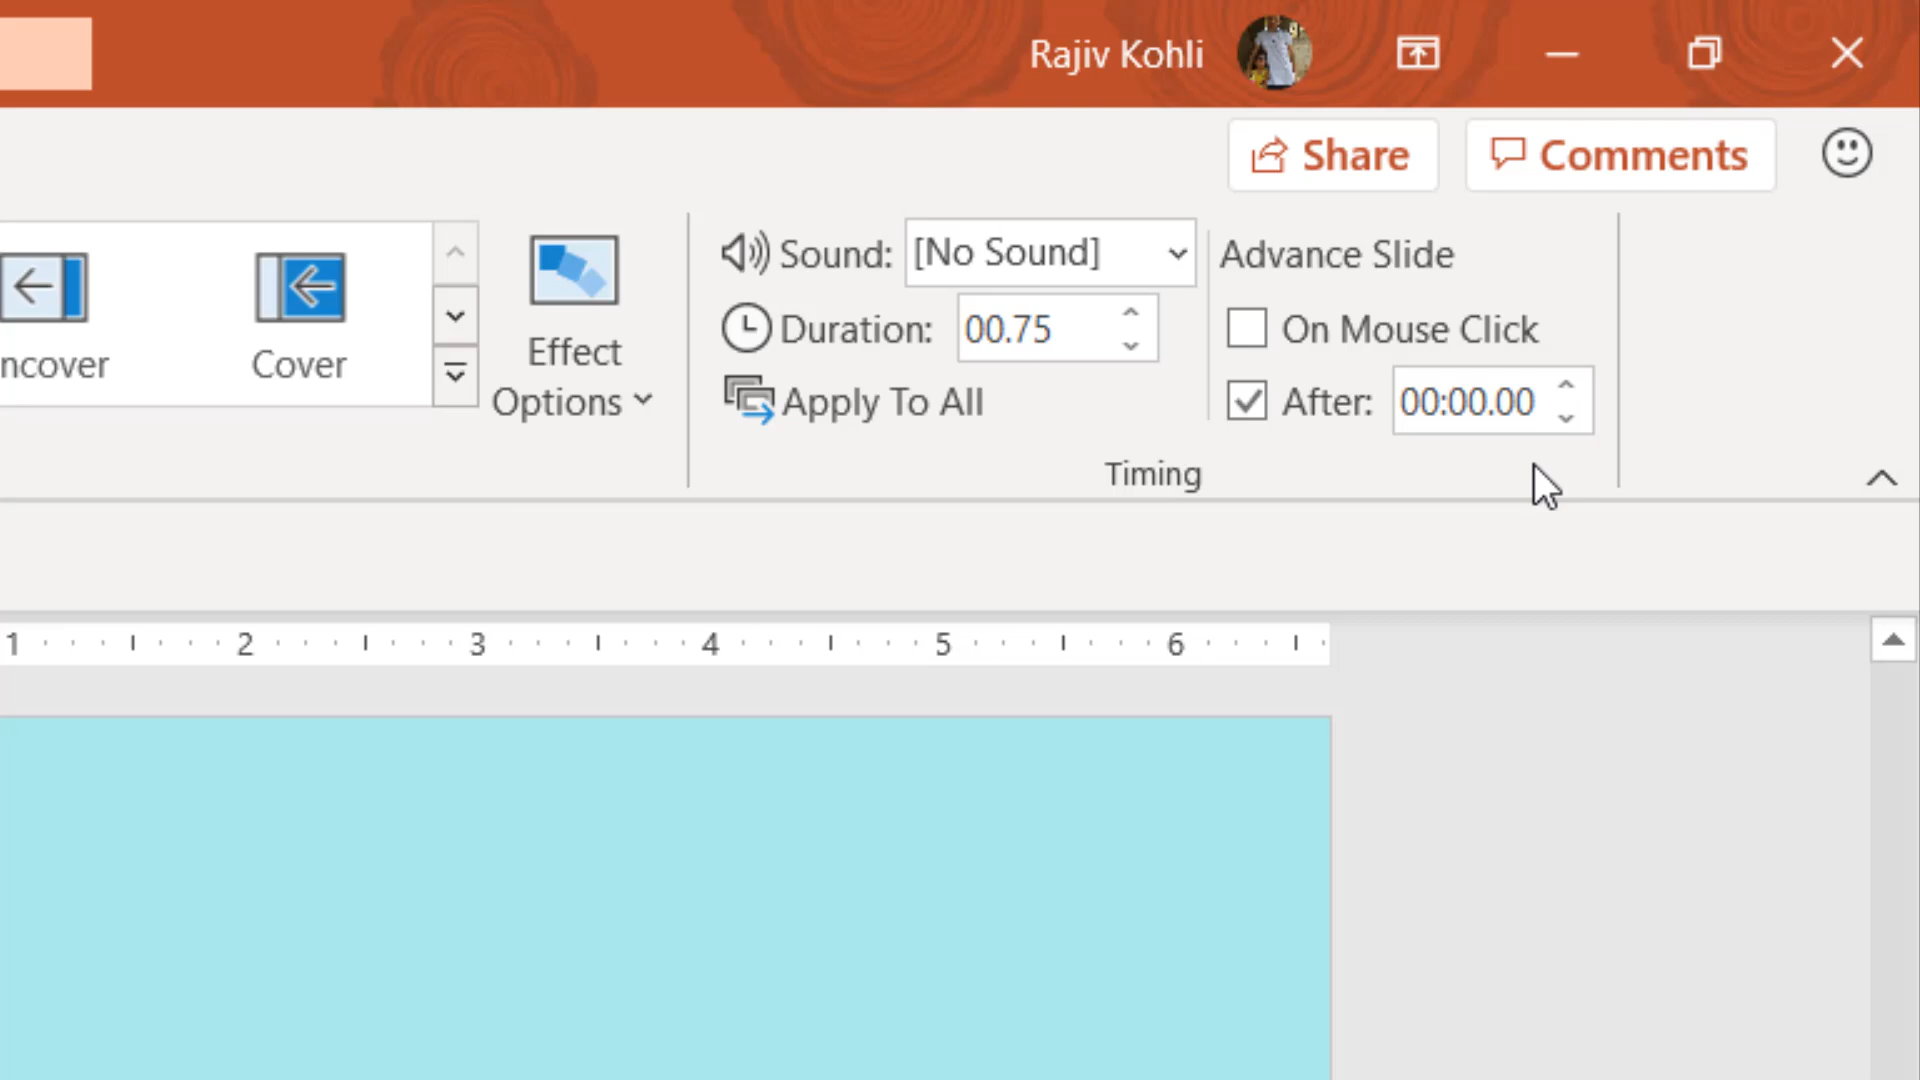 Rajiv Kohli
Share
Comments
ncover
Cover
Effect
Options
Sound: [No Sound]
Duration: 00.75
Apply To All
Advance Slide
On Mouse Click
After: 00:00.00
Timing
1 2 3 4 5 6